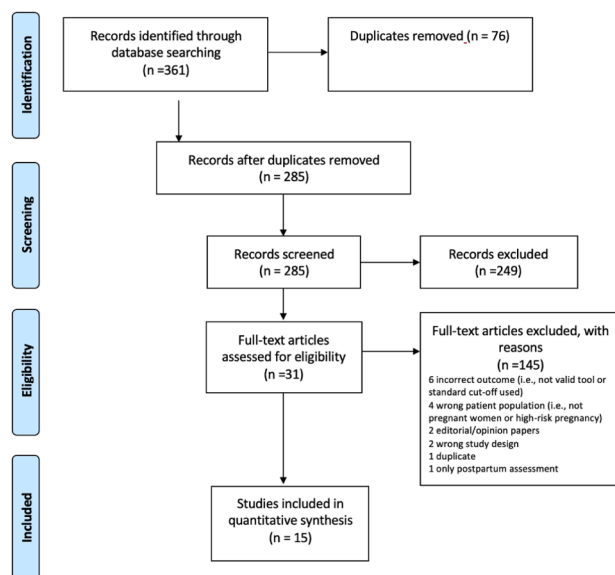 Identification
Records identified through
database searching
(n =361)
Duplicates removed (n = 76)
Records after duplicates removed
(n = 285)
Screening
Records screened
(n = 285)
Records excluded
(n =249)
Eligibility
Full-text articles
assessed for eligibility
(n =31)
Full-text articles excluded, with
reasons
(n =145)
6 incorrect outcome (i.e., not valid tool or
standard cut-off used)
4 wrong patient population (i.e., not
pregnant women or high-risk pregnancy)
2 editorial/opinion papers
2 wrong study design
1 duplicate
1 only postpartum assessment
Included
Studies included in
quantitative synthesis
(n = 15)